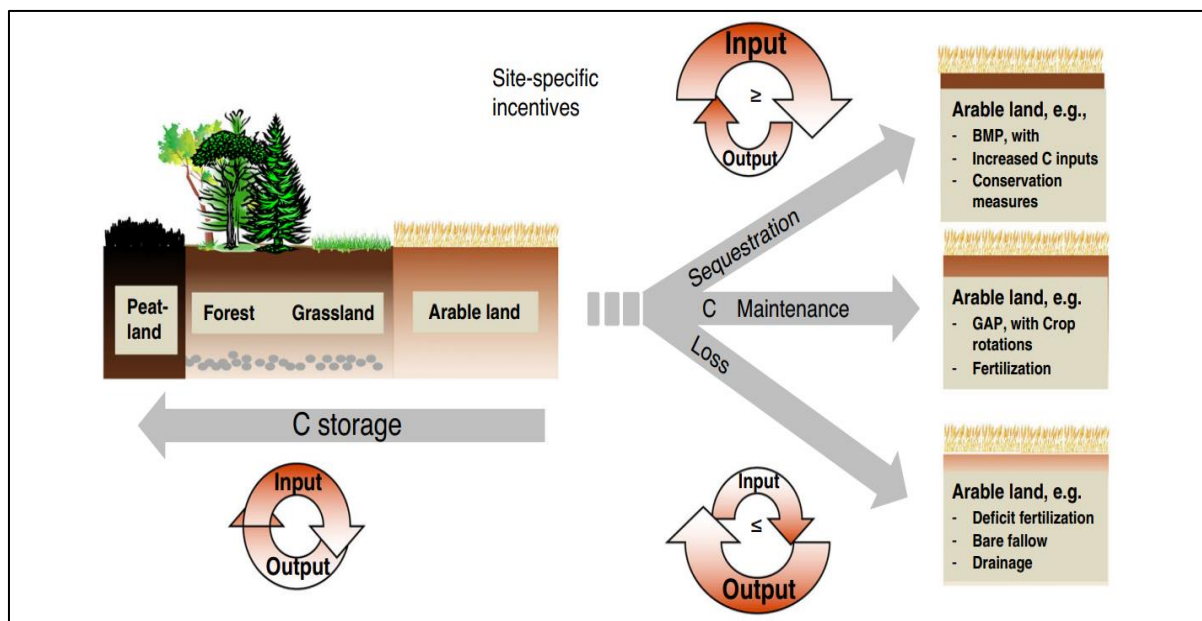 Site-specific
incentives
Input
≥
Output
Peat-
land
Forest
Grassland
Arable land
C storage
Input
Output
Sequestration
C Maintenance
Loss
Input
≤
Output
Arable land, e.g.,
- BMP, with
- Increased C inputs
- Conservation
measures
Arable land, e.g.
- GAP, with Crop
rotations
- Fertilization
Arable land, e.g.
- Deficit fertilization
- Bare fallow
- Drainage